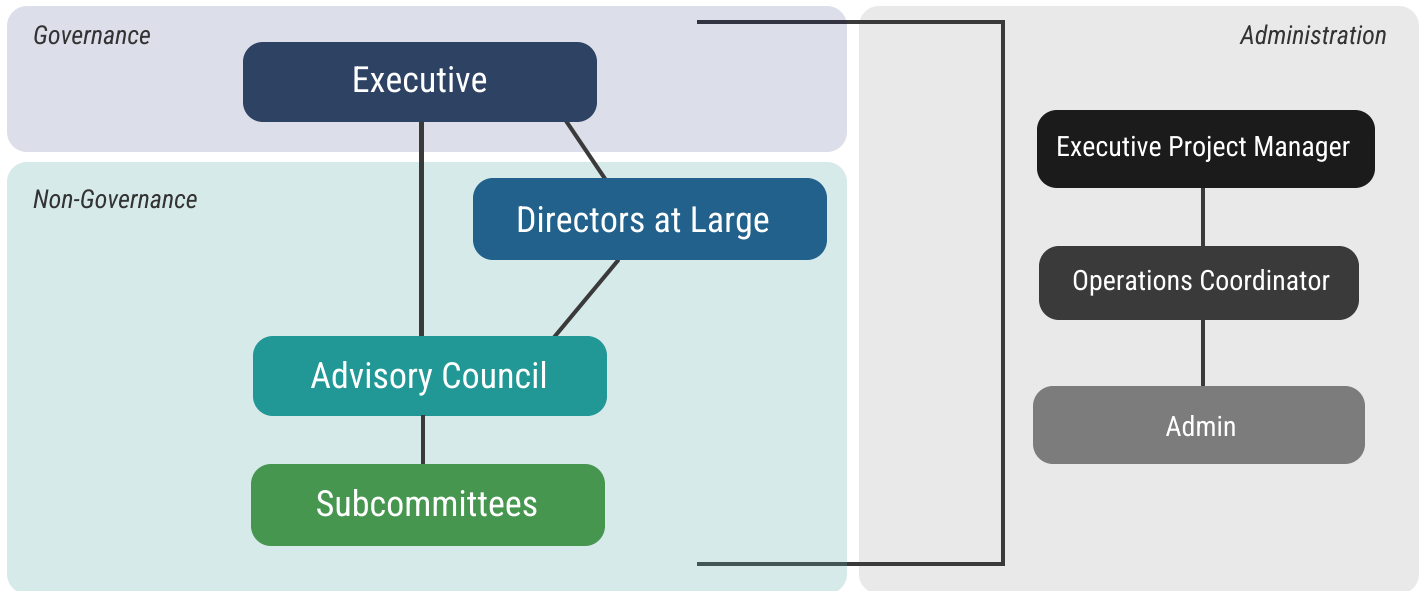 Governance
Executive
Non-Governance
Directors at Large
Advisory Council
Subcommittees
Administration
Executive Project Manager
Operations Coordinator
Admin